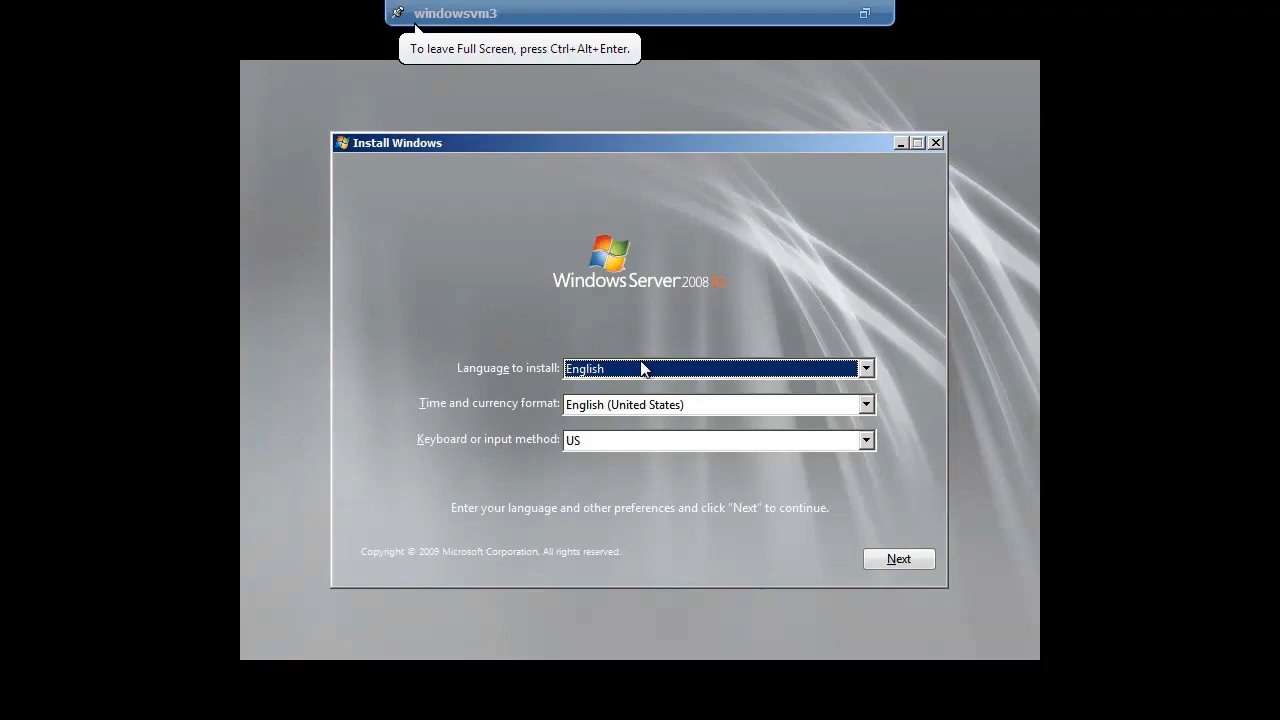 windowsvm3
To leave Full Screen, press Ctrl+Alt+Enter.
Install Windows
Windows Server 2008 R2
Language to install: English
Time and currency format: English (United States)
Keyboard or input method: US
Enter your language and other preferences and click "Next" to continue.
Copyright © 2009 Microsoft Corporation. All rights reserved.
Next